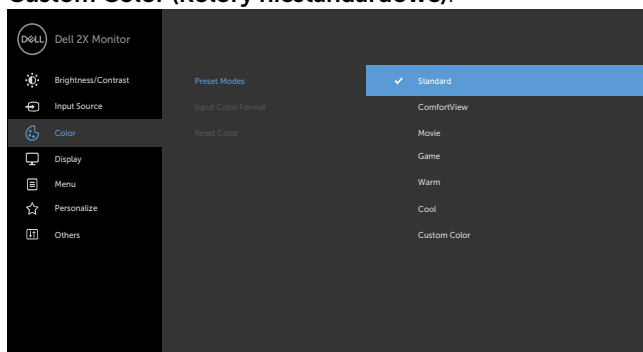 Custom Color (Kolory niestandardowe).
DELL Dell 2X Monitor
Brightness/Contrast Preset Modes Standard
Input Source Input Color Format ComfortView
Color Reset Color Movie
Display Game
Menu Warm
Personalize Cool
Others Custom Color